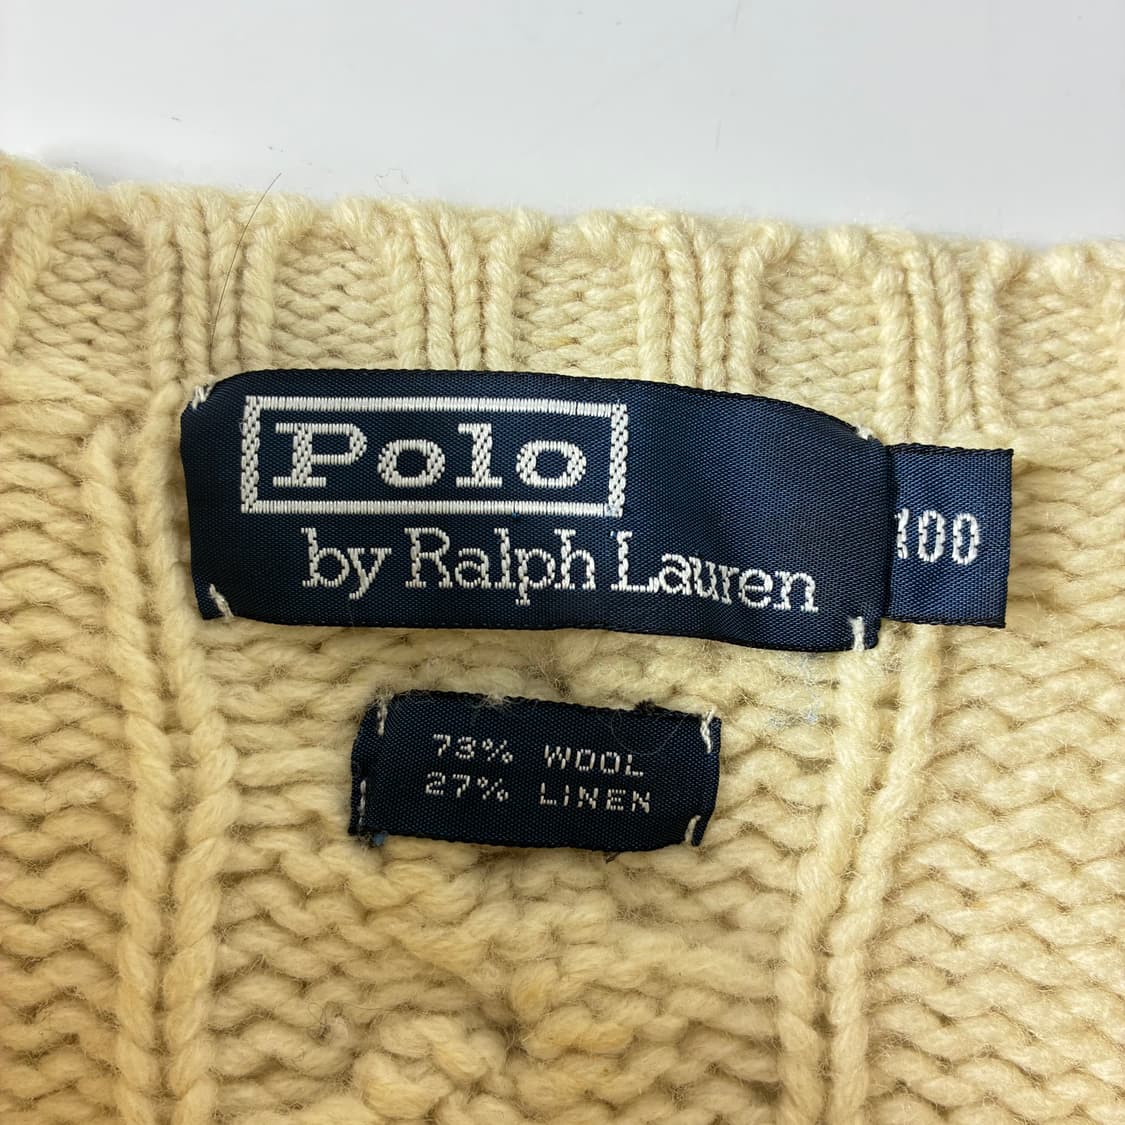 Polo
by Ralph Lauren
100
73% WOOL
27% LINEN